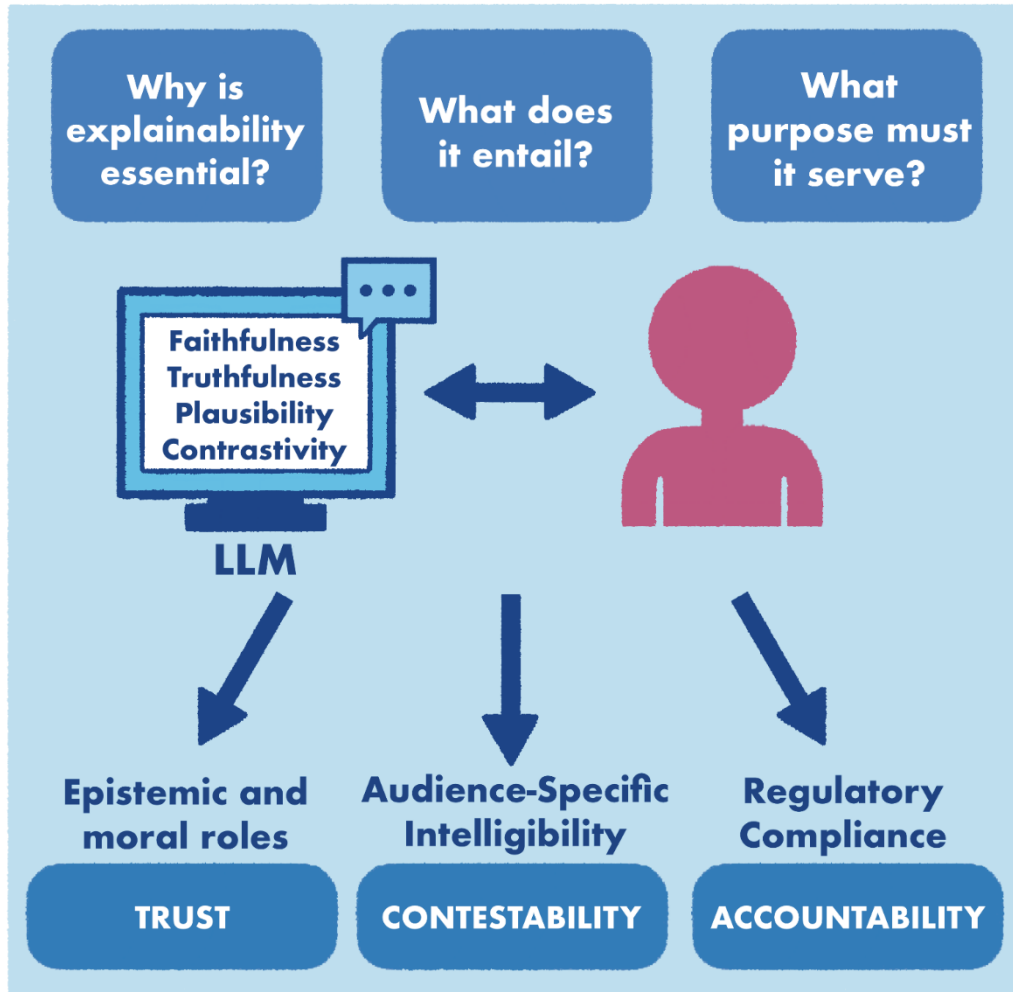 Why is
explainability
essential?
What does
it entail?
What
purpose must
it serve?
Faithfulness
Truthfulness
Plausibility
Contrastivity
LLM
Epistemic and
moral roles
TRUST
Audience-Specific
Intelligibility
CONTESTABILITY
Regulatory
Compliance
ACCOUNTABILITY